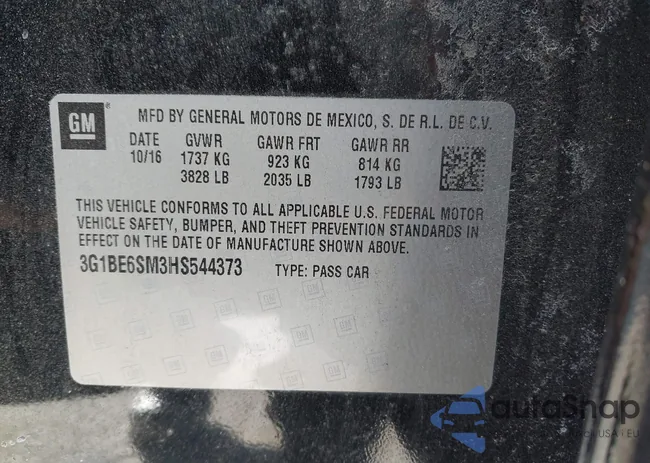 GM
MFD BY GENERAL MOTORS DE MEXICO, S. DE R.L. DE C.V.
DATE GVWR GAWR FRT GAWR RR
10/16 1737 KG 923 KG 814 KG
3828 LB 2035 LB 1793 LB
THIS VEHICLE CONFORMS TO ALL APPLICABLE U.S. FEDERAL MOTOR
VEHICLE SAFETY, BUMPER, AND THEFT PREVENTION STANDARDS IN
EFFECT ON THE DATE OF MANUFACTURE SHOWN ABOVE.
3G1BE6SM3HS544373 TYPE: PASS CAR
autoSnap
USA • EU